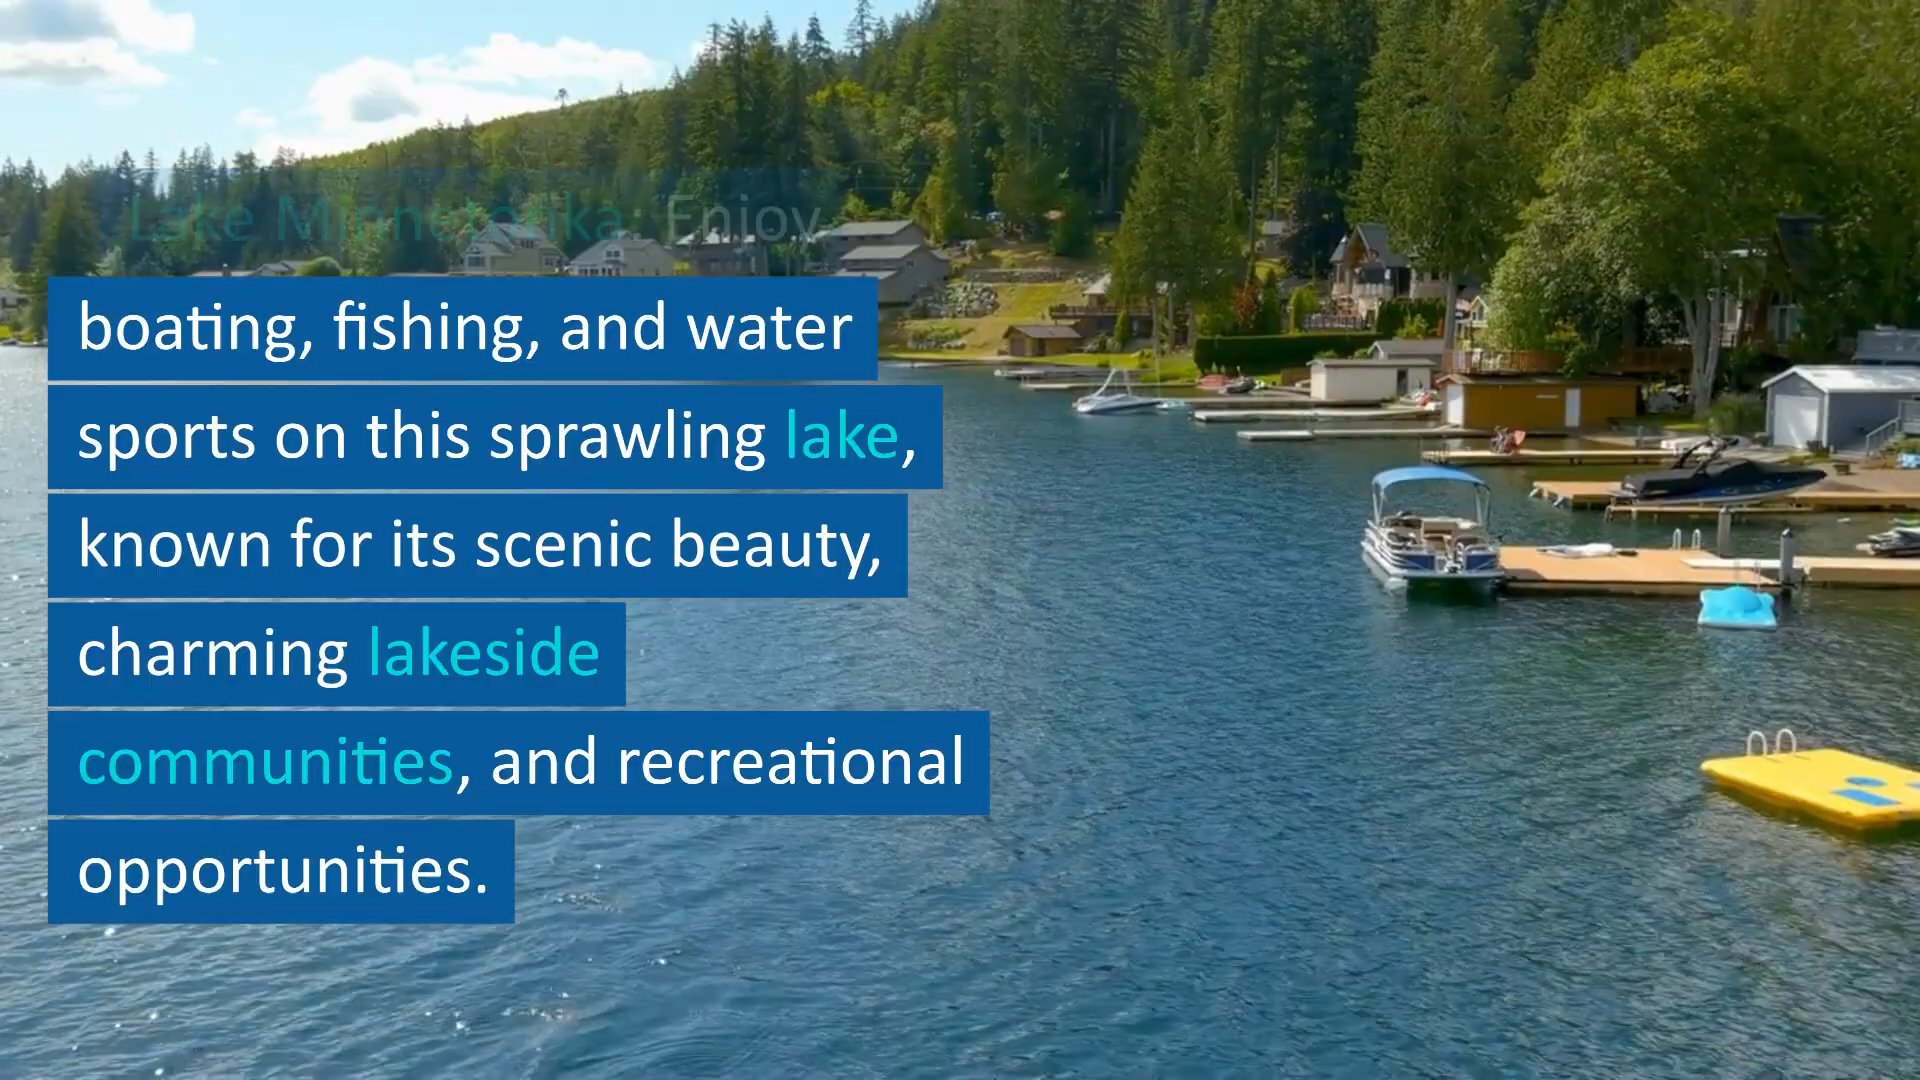 Lake Minnetonka: Enjoy
boating, fishing, and water
sports on this sprawling lake,
known for its scenic beauty,
charming lakeside
communities, and recreational
opportunities.